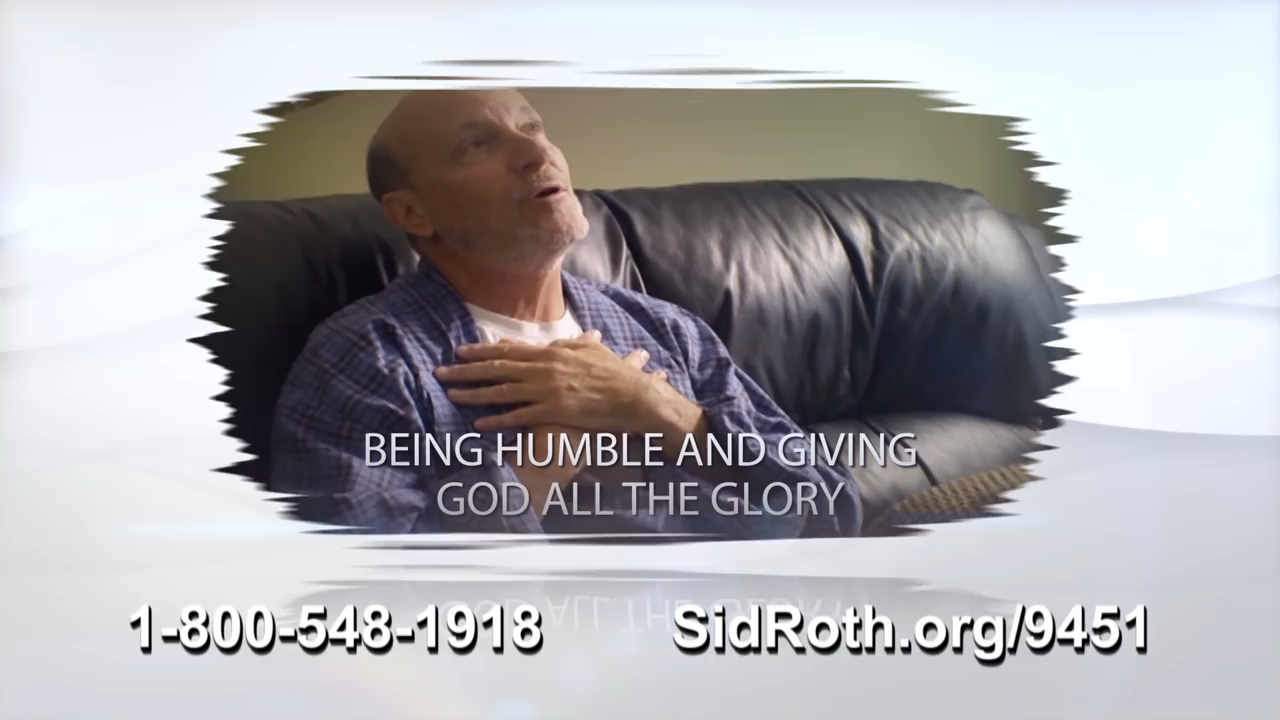 BEING HUMBLE AND GIVING
GOD ALL THE GLORY
1-800-548-1918
SidRoth.org/9451